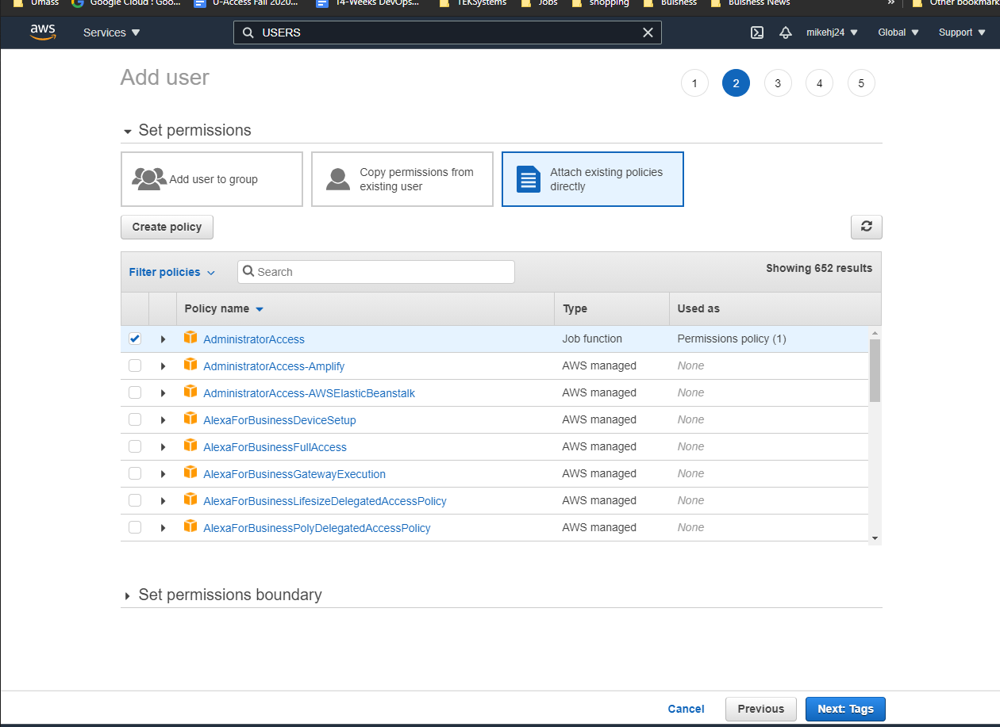 Umass Google Cloud : Goo... U-Access Fall 2020... 14-Weeks DevOps... TEKSystems Jobs shopping Buisness Buisness News » Other bookmark
aws Services ▼ USERS mikehj24 ▼ Global ▼ Support ▼
Add user 1 2 3 4 5
Set permissions
Add user to group
Copy permissions from
existing user
Attach existing policies
directly
Create policy
Filter policies Search Showing 652 results
Policy name Type Used as
AdministratorAccess Job function Permissions policy (1)
AdministratorAccess-Amplify AWS managed None
AdministratorAccess-AWSElasticBeanstalk AWS managed None
AlexaForBusinessDeviceSetup AWS managed None
AlexaForBusinessFullAccess AWS managed None
AlexaForBusinessGatewayExecution AWS managed None
AlexaForBusinessLifesizeDelegatedAccessPolicy AWS managed None
AlexaForBusinessPolyDelegatedAccessPolicy AWS managed None
Set permissions boundary
Cancel Previous Next: Tags